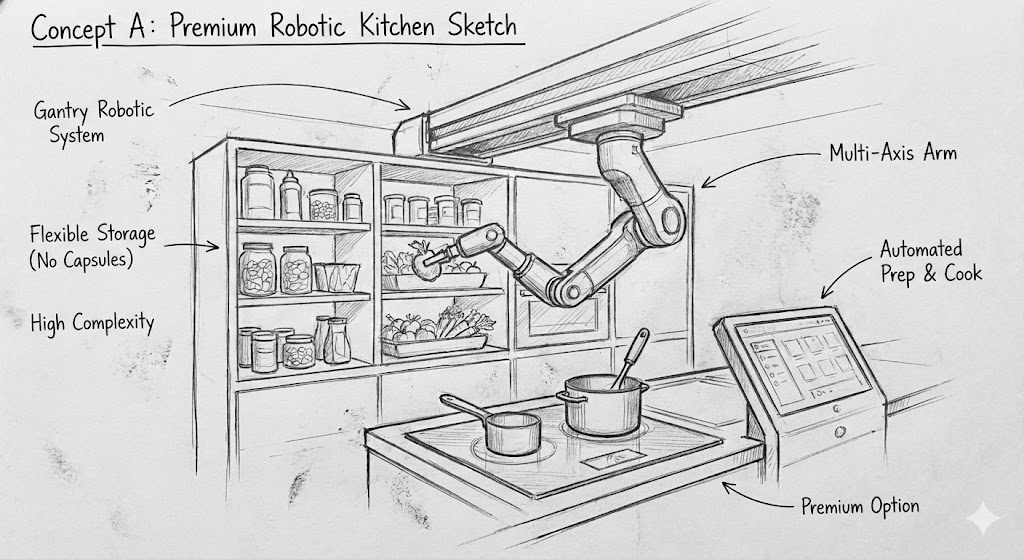 Concept A: Premium Robotic Kitchen Sketch
Gantry Robotic
System
Multi-Axis Arm
Flexible Storage
(No Capsules)
Automated
Prep & Cook
High Complexity
Premium Option